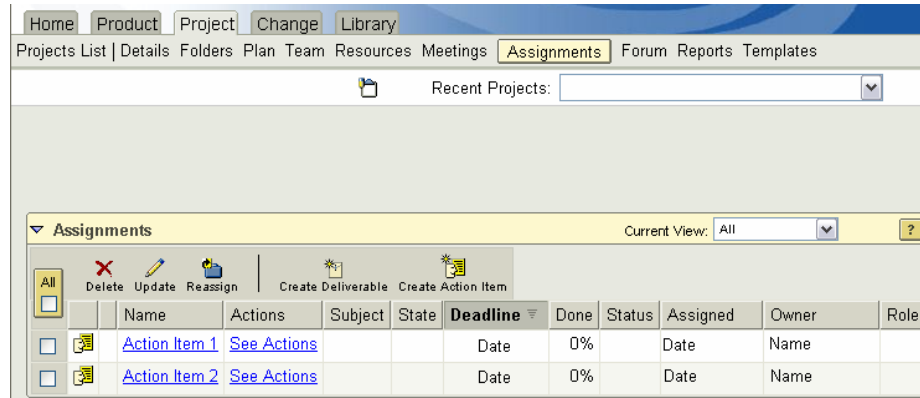 Home Product Project Change Library
Projects List | Details Folders Plan Team Resources Meetings Assignments Forum Reports Templates
Recent Projects:
Assignments Current View: All ?
All Delete Update Reassign Create Deliverable Create Action Item
Name Actions Subject State Deadline Done Status Assigned Owner Role
Action Item 1 See Actions Date 0% Date Name
Action Item 2 See Actions Date 0% Date Name